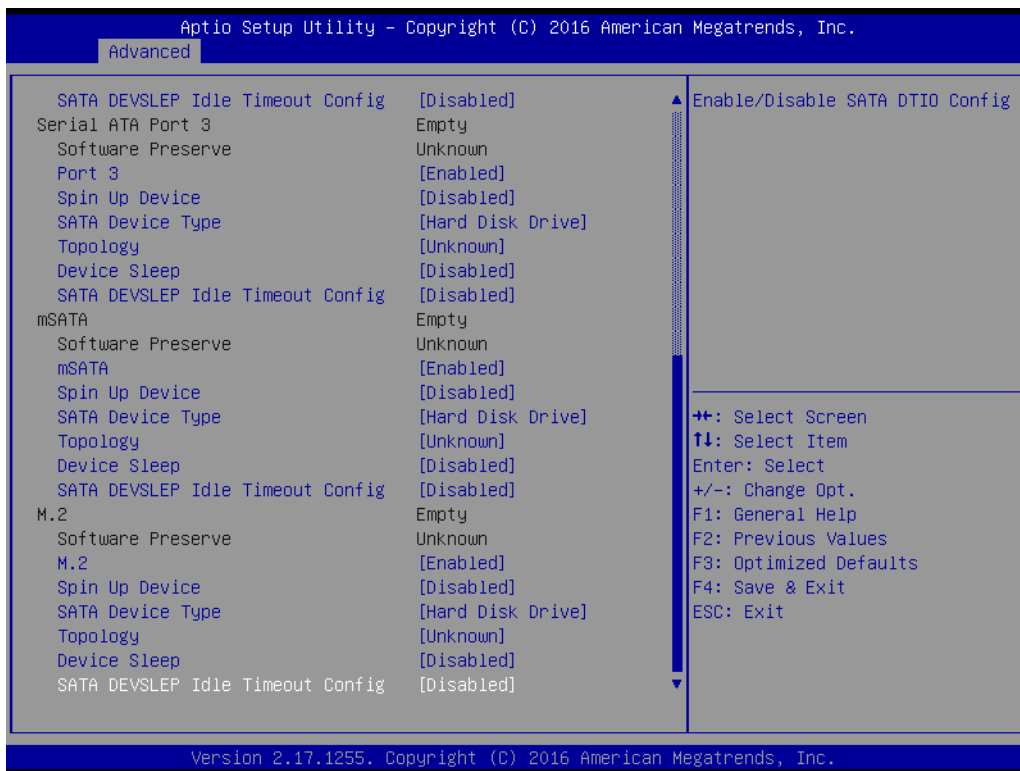 Aptio Setup Utility – Copyright (C) 2016 American Megatrends, Inc.
Advanced
SATA DEVSLEP Idle Timeout Config [Disabled]
Serial ATA Port 3 Empty
Software Preserve Unknown
Port 3 [Enabled]
Spin Up Device [Disabled]
SATA Device Type [Hard Disk Drive]
Topology [Unknown]
Device Sleep [Disabled]
SATA DEVSLEP Idle Timeout Config [Disabled]
mSATA Empty
Software Preserve Unknown
mSATA [Enabled]
Spin Up Device [Disabled]
SATA Device Type [Hard Disk Drive]
Topology [Unknown]
Device Sleep [Disabled]
SATA DEVSLEP Idle Timeout Config [Disabled]
M.2 Empty
Software Preserve Unknown
M.2 [Enabled]
Spin Up Device [Disabled]
SATA Device Type [Hard Disk Drive]
Topology [Unknown]
Device Sleep [Disabled]
SATA DEVSLEP Idle Timeout Config [Disabled]
Enable/Disable SATA DTIO Config
→←: Select Screen
↑↓: Select Item
Enter: Select
+/-: Change Opt.
F1: General Help
F2: Previous Values
F3: Optimized Defaults
F4: Save & Exit
ESC: Exit
Version 2.17.1255. Copyright (C) 2016 American Megatrends, Inc.